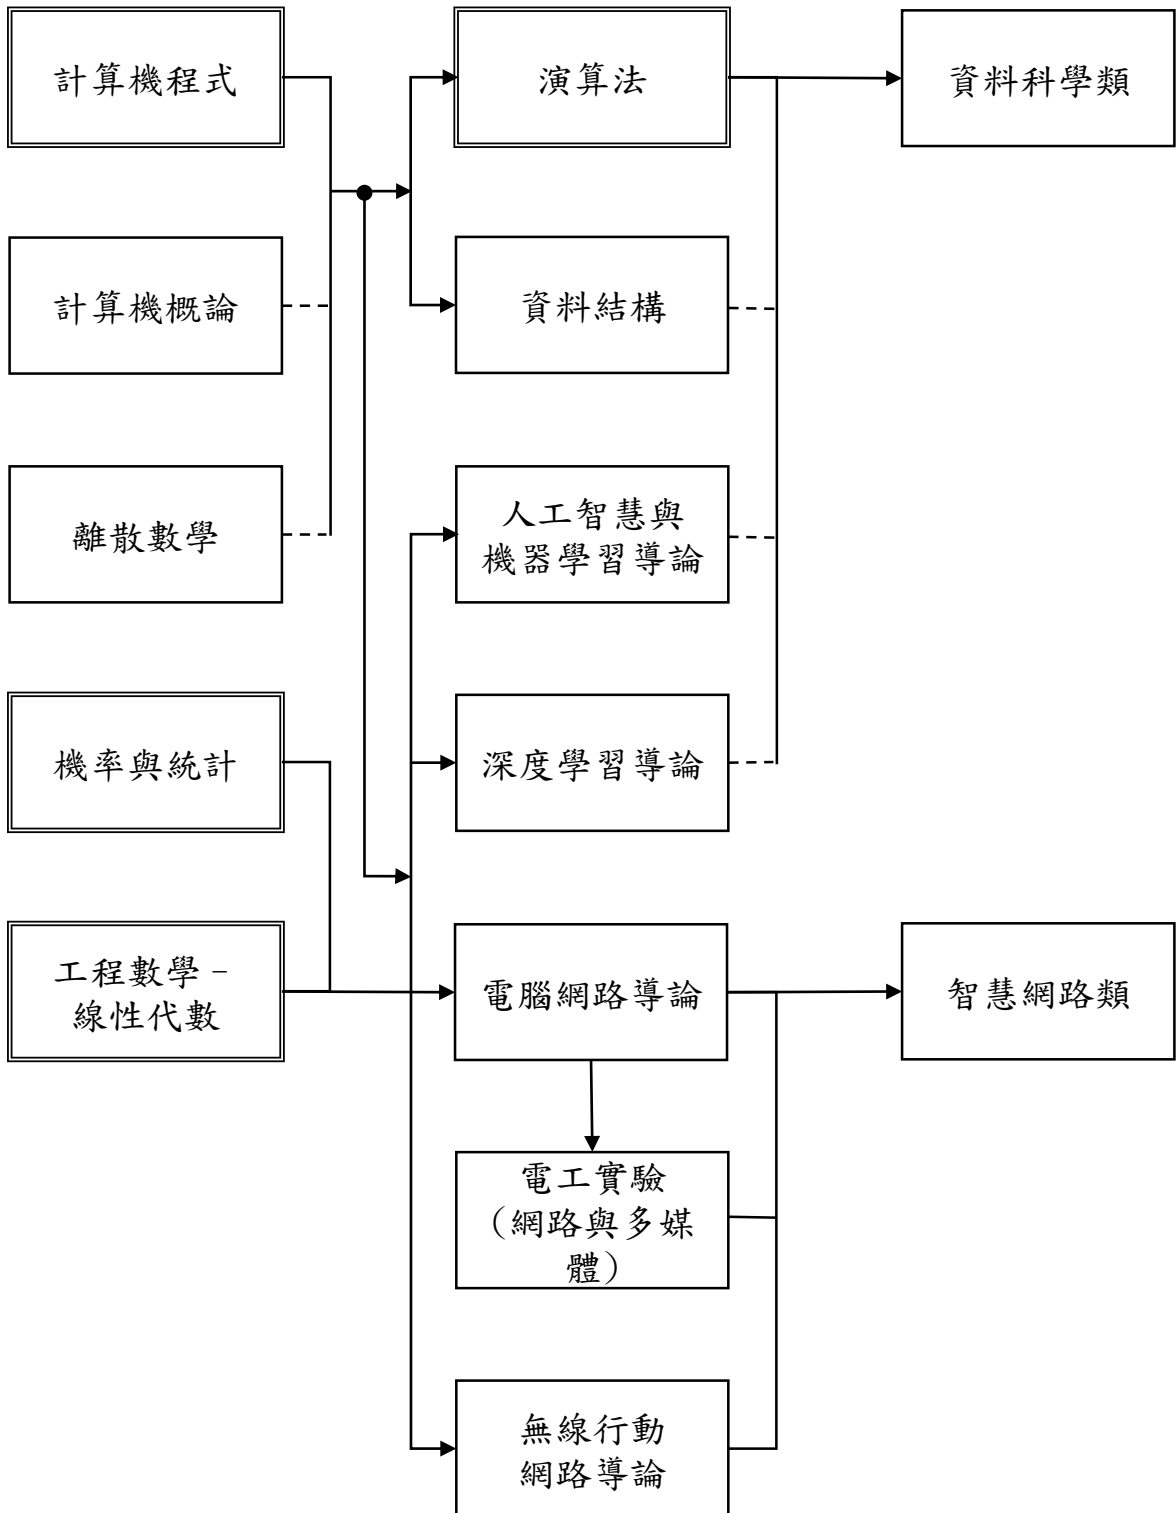 計算機程式
演算法
資料科學類
計算機概論
資料結構
離散數學
人工智慧與
機器學習導論
機率與統計
深度學習導論
工程數學–
線性代數
電腦網路導論
智慧網路類
電工實驗
(網路與多媒
體)
無線行動
網路導論